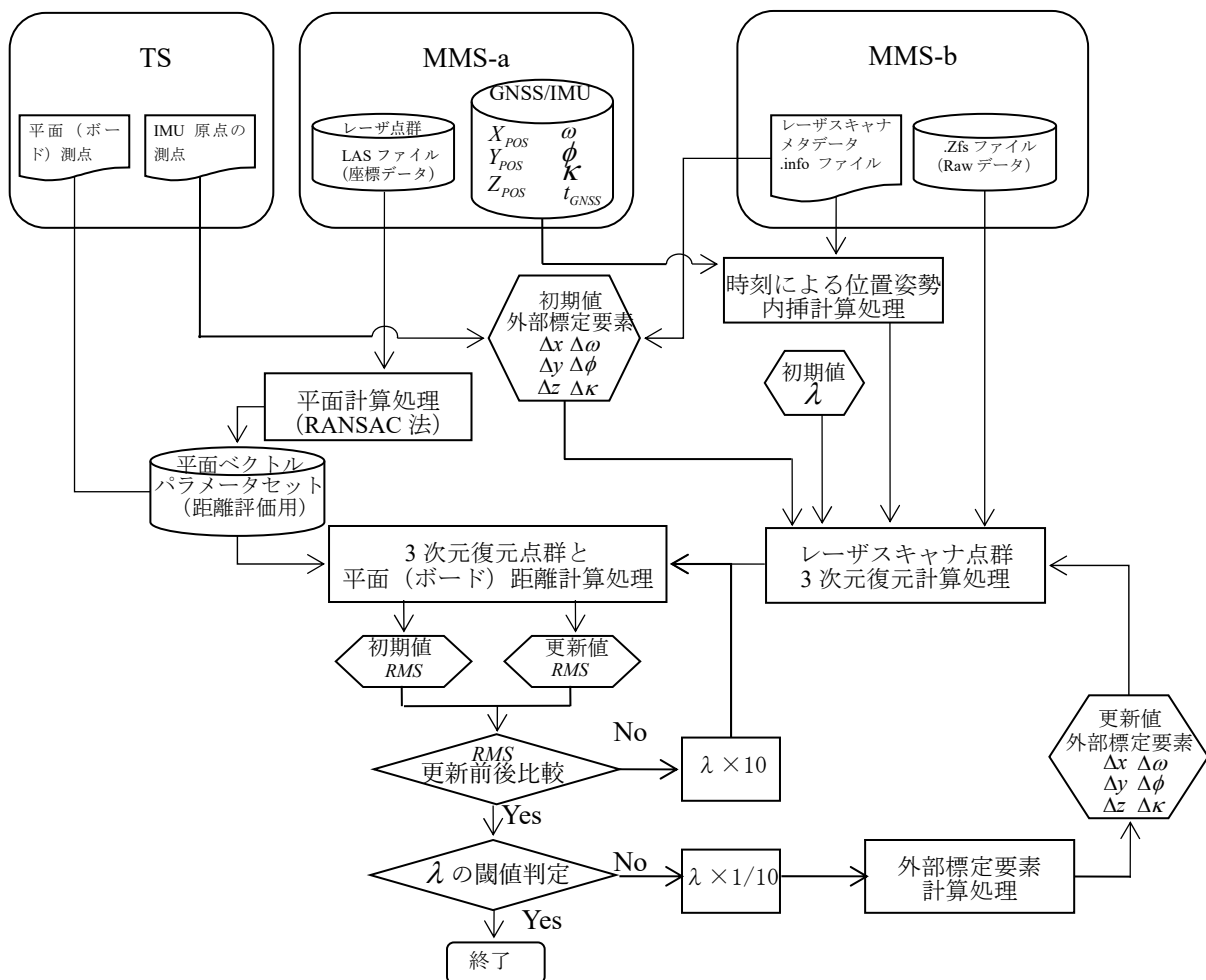 TS
MMS-a
MMS-b
平面（ボー
ド）測点
IMU 原点の
測点
レーザ点群
LAS ファイル
（座標データ）
GNSS/IMU
X_POS ω
Y_POS ϕ
Z_POS κ
t_GNSS
レーザスキャナ
メタデータ
.info ファイル
.Zfs ファイル
（Raw データ）
時刻による位置姿勢
内挿計算処理
初期値
外部標定要素
Δx Δω
Δy Δϕ
Δz Δκ
初期値
λ
平面計算処理
（RANSAC 法）
平面ベクトル
パラメータセット
（距離評価用）
3 次元復元点群と
平面（ボード）距離計算処理
レーザスキャナ点群
3 次元復元計算処理
初期値
RMS
更新値
RMS
RMS
更新前後比較
No
λ×10
Yes
更新値
外部標定要素
Δx Δω
Δy Δϕ
Δz Δκ
λの閾値判定
No
λ×1/10
外部標定要素
計算処理
Yes
終了